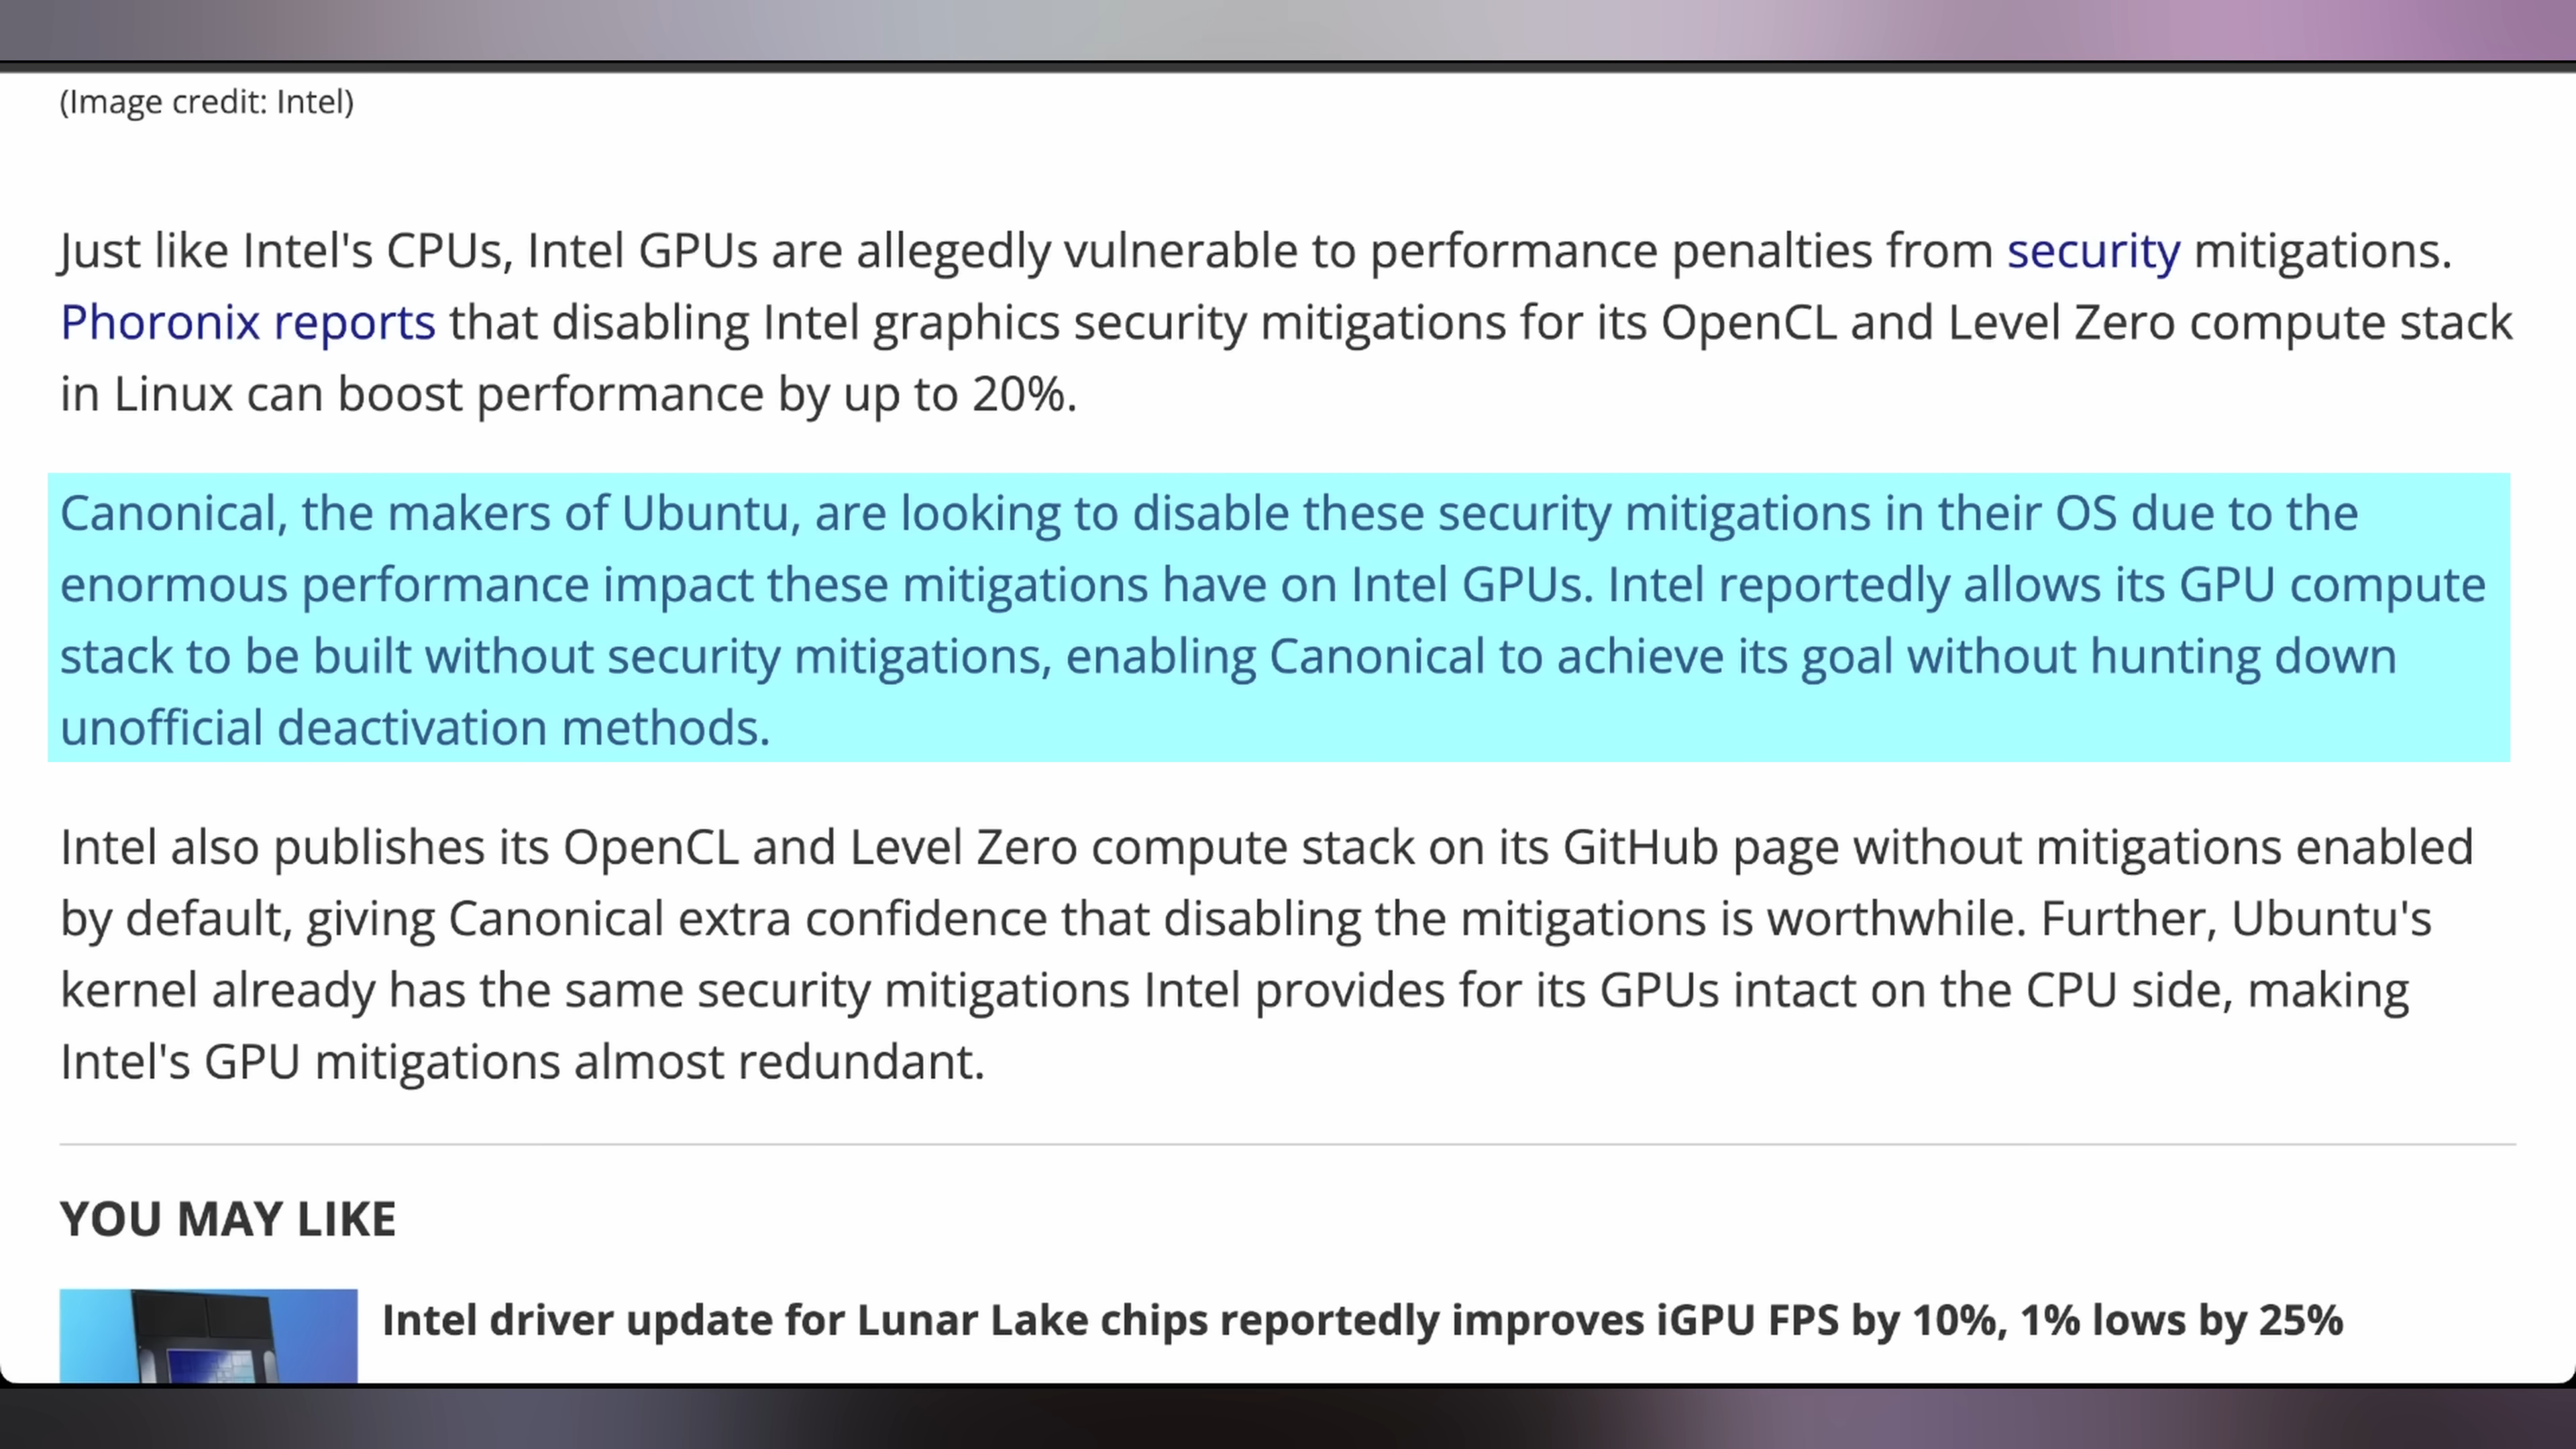 (Image credit: Intel)
Just like Intel's CPUs, Intel GPUs are allegedly vulnerable to performance penalties from security mitigations.
Phoronix reports that disabling Intel graphics security mitigations for its OpenCL and Level Zero compute stack
in Linux can boost performance by up to 20%.
Canonical, the makers of Ubuntu, are looking to disable these security mitigations in their OS due to the
enormous performance impact these mitigations have on Intel GPUs. Intel reportedly allows its GPU compute
stack to be built without security mitigations, enabling Canonical to achieve its goal without hunting down
unofficial deactivation methods.
Intel also publishes its OpenCL and Level Zero compute stack on its GitHub page without mitigations enabled
by default, giving Canonical extra confidence that disabling the mitigations is worthwhile. Further, Ubuntu's
kernel already has the same security mitigations Intel provides for its GPUs intact on the CPU side, making
Intel's GPU mitigations almost redundant.
YOU MAY LIKE
Intel driver update for Lunar Lake chips reportedly improves iGPU FPS by 10%, 1% lows by 25%